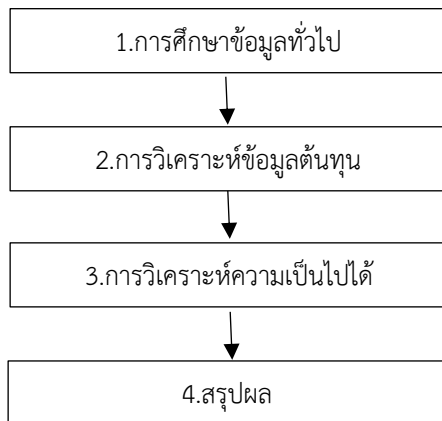 1.การศึกษาข้อมูลทั่วไป
2.การวิเคราะห์ข้อมูลต้นทุน
3.การวิเคราะห์ความเป็นไปได้
4.สรุปผล